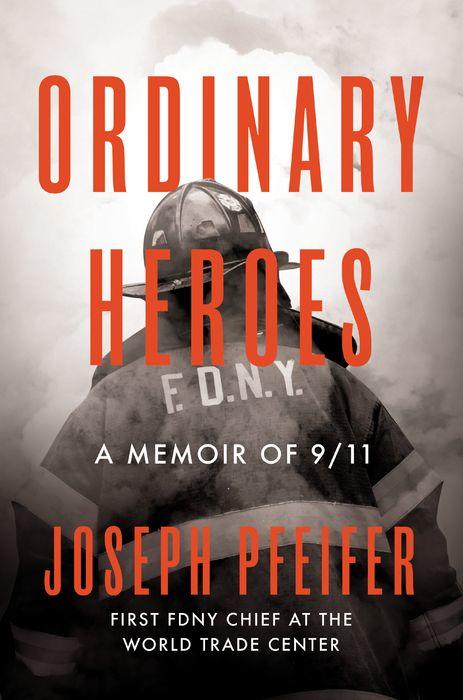 ORDINARY
HEROES
F.D.N.Y.
A MEMOIR OF 9/11
JOSEPH PFEIFER
FIRST FDNY CHIEF AT THE
WORLD TRADE CENTER